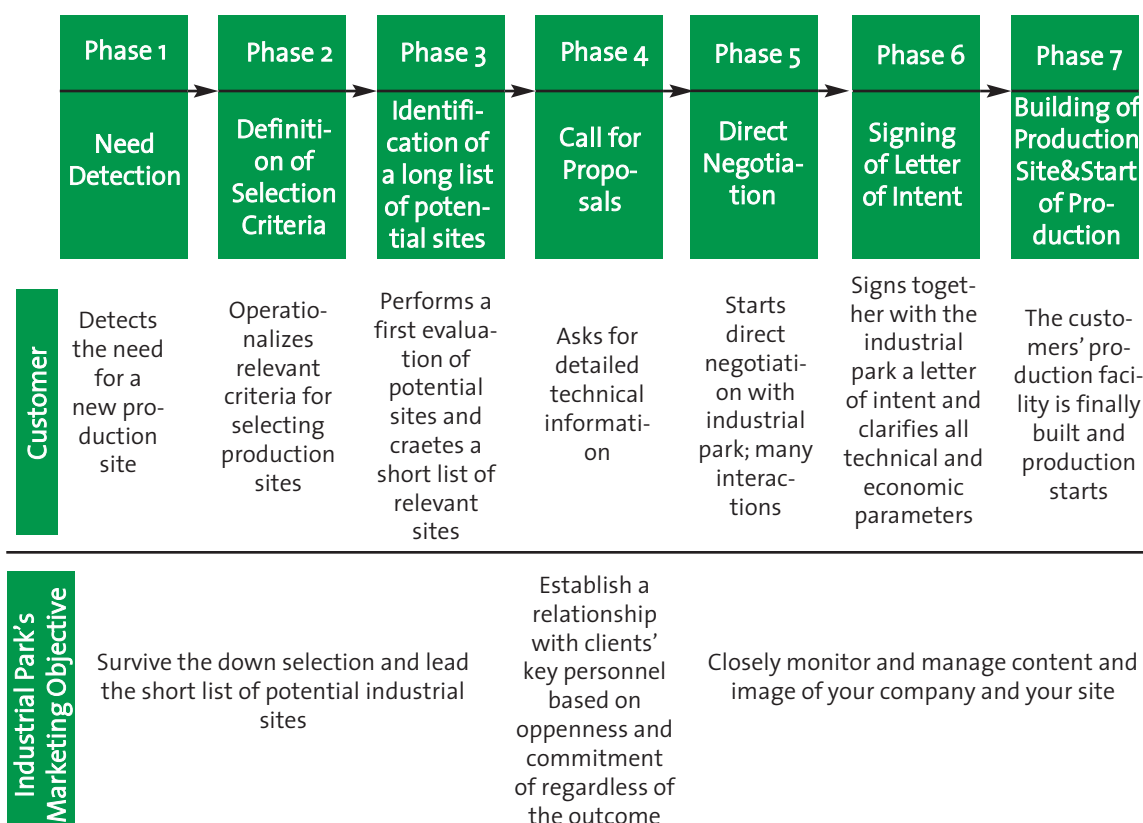 Phase 1
Need
Detection
Phase 2
Definiti-
on of
Selection
Criteria
Phase 3
Identifi-
cation of
a long list
of poten-
tial sites
Phase 4
Call for
Propo-
sals
Phase 5
Direct
Negotia-
tion
Phase 6
Signing
of Letter
of Intent
Phase 7
Building of
Production
Site&Start
of Pro-
duction
Customer
Detects
the need
for a
new pro-
duction
site
Operatio-
nalizes
relevant
criteria for
selecting
production
sites
Performs a
first evalua-
tion of
potential
sites and
craetes a
short list of
relevant
sites
Asks for
detailed
technical
informati-
on
Starts
direct
negotiati-
on with
industrial
park; many
interac-
tions
Signs toget-
her with the
industrial
park a letter
of intent and
clarifies all
technical and
economic
parameters
The custo-
mers’ pro-
duction faci-
lity is finally
built and
production
starts
Industrial Park’s
Marketing Objective
Survive the down selection and lead
the short list of potential industrial
sites
Establish a
relationship
with clients’
key personnel
based on
oppenness and
commitment
of regardless of
the outcome
Closely monitor and manage content and
image of your company and your site